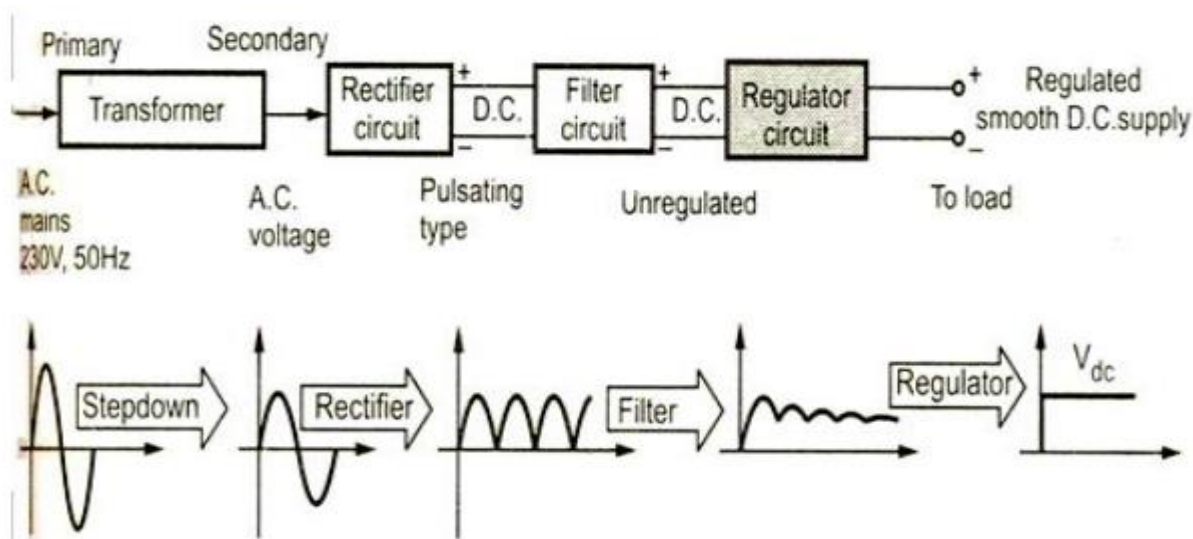 Primary
Secondary
Transformer
Rectifier
circuit
+
D.C.
−
Filter
circuit
+
D.C.
−
Regulator
circuit
+
−
Regulated
smooth D.C.supply
A.C.
mains
230V, 50Hz
A.C.
voltage
Pulsating
type
Unregulated
To load
Stepdown
Rectifier
Filter
Regulator
Vdc